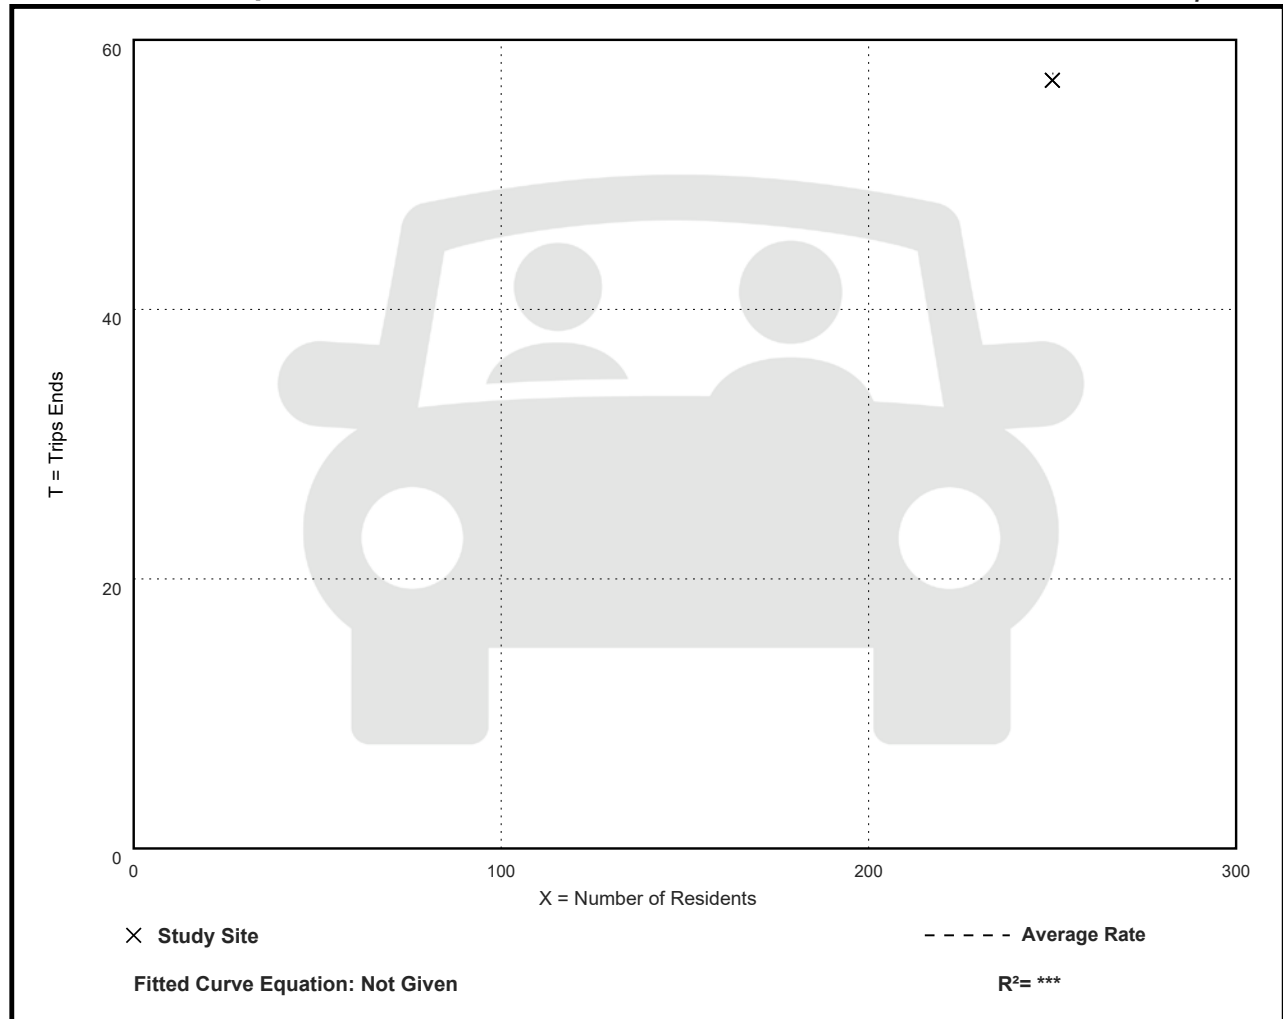 60
40
20
0
T = Trips Ends
0 100 200 300
X = Number of Residents
Study Site
Average Rate
Fitted Curve Equation: Not Given
R²= ***